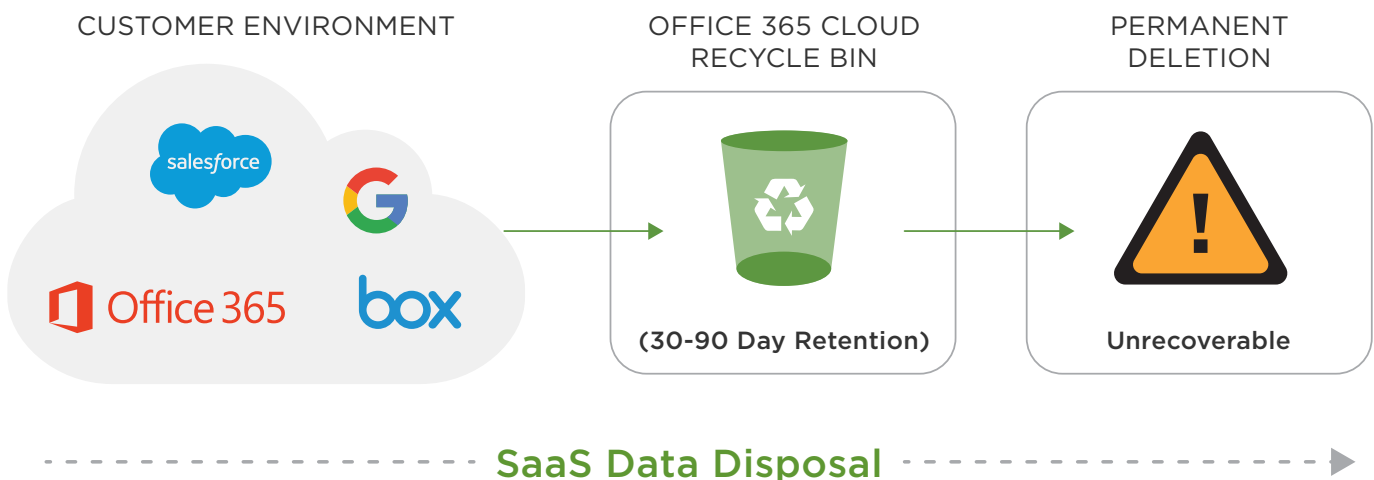 CUSTOMER ENVIRONMENT
OFFICE 365 CLOUD
RECYCLE BIN
PERMANENT
DELETION
salesforce
G
Office 365
box
!
(30-90 Day Retention)
Unrecoverable
SaaS Data Disposal